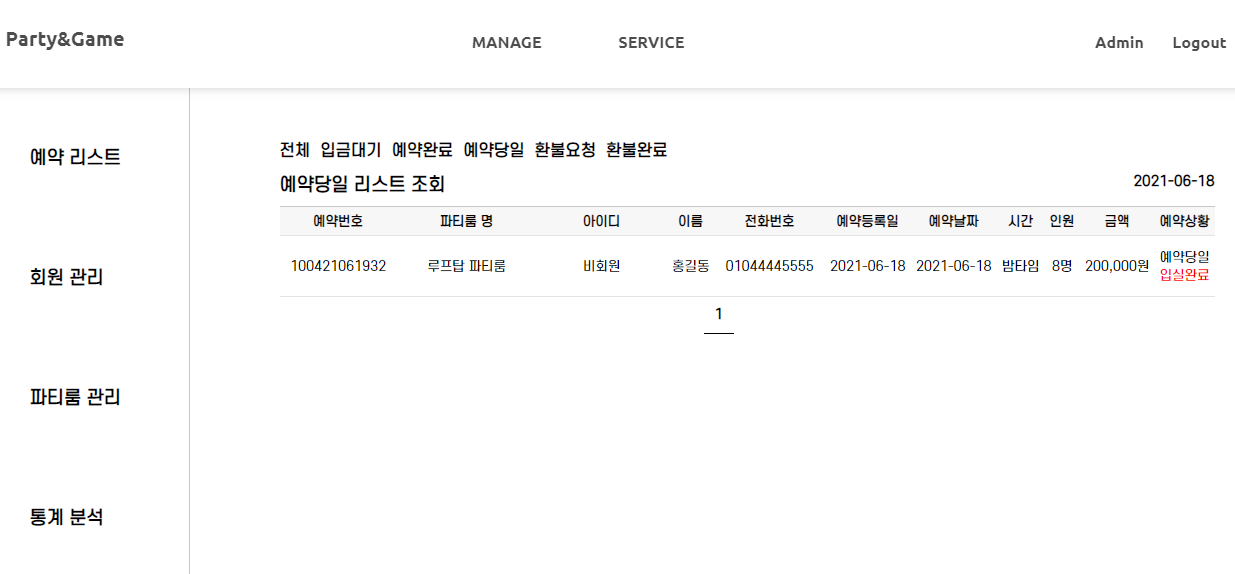 Party&Game MANAGE SERVICE Admin Logout
예약 리스트
회원 관리
파티룸 관리
통계 분석
전체 입금대기 예약완료 예약당일 환불요청 환불완료
예약당일 리스트 조회 2021-06-18
예약번호 파티룸 명 아이디 이름 전화번호 예약등록일 예약날짜 시간 인원 금액 예약상황
100421061932 루프탑 파티룸 비회원 홍길동 01044445555 2021-06-18 2021-06-18 밤타임 8명 200,000원 예약당일
입실완료
1